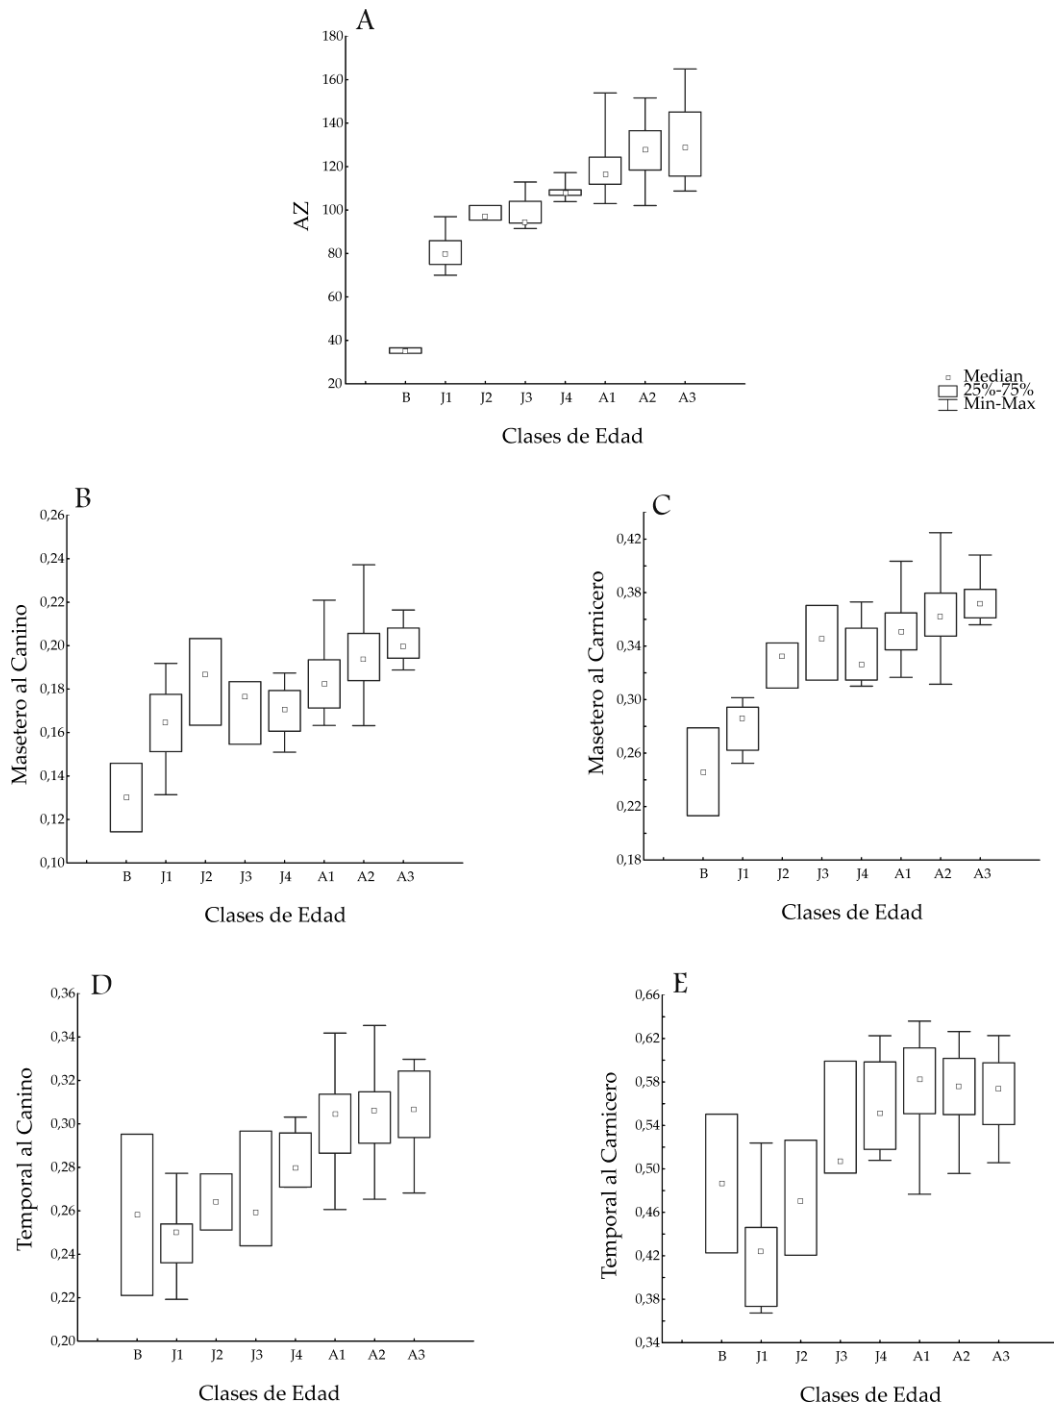 A
180
160
140
120
100
80
60
40
20
AZ
B J1 J2 J3 J4 A1 A2 A3
Clases de Edad
Median
25%-75%
Min-Max
B
0,26
0,24
0,22
0,20
0,18
0,16
0,14
0,12
0,10
Masetero al Canino
B J1 J2 J3 J4 A1 A2 A3
Clases de Edad
C
0,42
0,38
0,34
0,30
0,26
0,22
0,18
Masetero al Carnicero
B J1 J2 J3 J4 A1 A2 A3
Clases de Edad
D
0,36
0,34
0,32
0,30
0,28
0,26
0,24
0,22
0,20
Temporal al Canino
B J1 J2 J3 J4 A1 A2 A3
Clases de Edad
E
0,66
0,62
0,58
0,54
0,50
0,46
0,42
0,38
0,34
Temporal al Carnicero
B J1 J2 J3 J4 A1 A2 A3
Clases de Edad